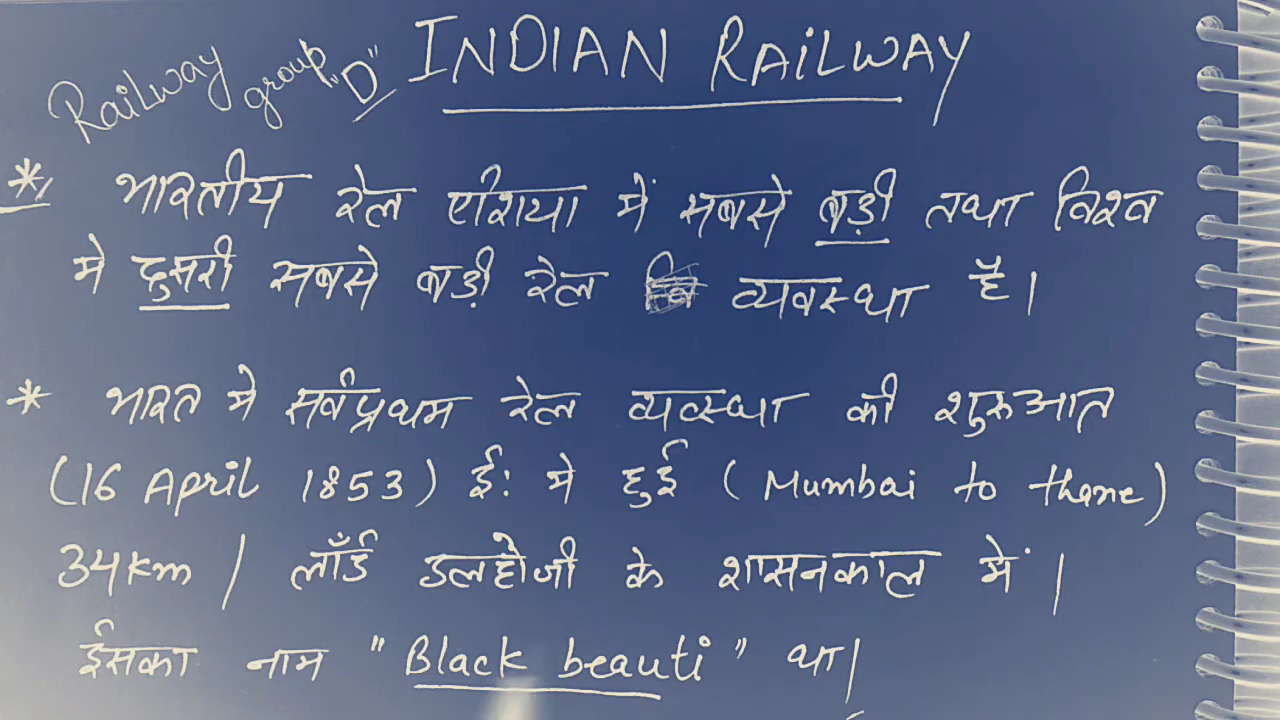 Railway group "D"
INDIAN RAILWAY
* भारतीय रेल एशिया में सबसे बड़ी तथा विश्व
मे दुसरी सबसे बड़ी रेल व्यवस्था है।
* भारत मे सर्वप्रथम रेल व्यवस्था की शुरुआत
(16 April 1853) ई: मे हुई (Mumbai to thane)
34km / लॉर्ड डलहोजी के शासनकाल में।
ईसका नाम "Black beauti" था।